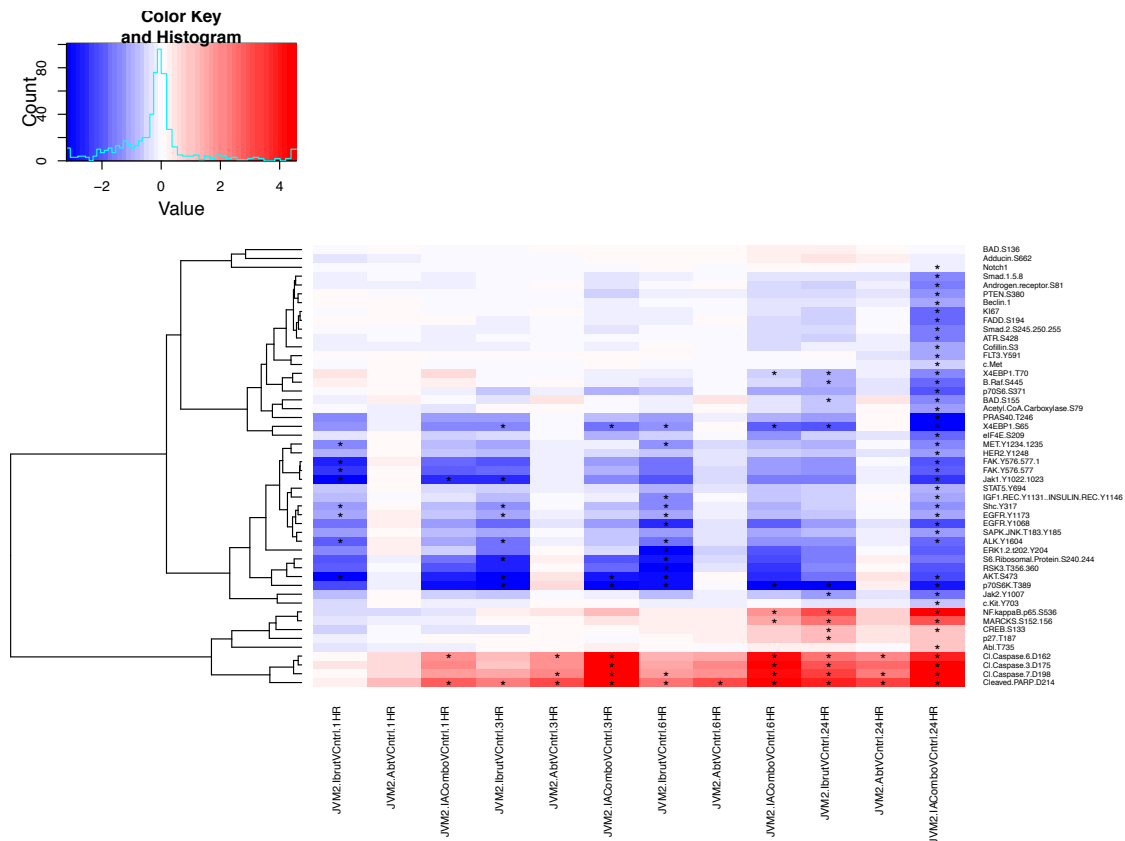 Color Key
and Histogram
Count
0
40
80
−2
0
2
4
Value
BAD.S136
Adducin.S662
Notch1
Smad.1.5.8
Androgen.receptor.S81
PTEN.S380
Beclin.1
KI67
FADD.S194
Smad.2.S245.250.255
ATR.S428
Cofillin.S3
FLT3.Y591
c.Met
X4EBP1.T70
B.Raf.S445
p70S6.S371
BAD.S155
Acetyl.CoA.Carboxylase.S79
PRAS40.T246
X4EBP1.S65
eIF4E.S209
MET.Y1234.1235
HER2.Y1248
FAK.Y576.577.1
FAK.Y576.577
Jak1.Y1022.1023
STAT5.Y694
IGF1.REC.Y1131..INSULIN.REC.Y1146
Shc.Y317
EGFR.Y1173
EGFR.Y1068
SAPK.JNK.T183.Y185
ALK.Y1604
ERK1.2.t202.Y204
S6.Ribosomal.Protein.S240.244
RSK3.T356.360
AKT.S473
p70S6K.T389
Jak2.Y1007
c.Kit.Y703
NF.kappaB.p65.S536
MARCKS.S152.156
CREB.S133
p27.T187
Abl.T735
Cl.Caspase.6.D162
Cl.Caspase.3.D175
Cl.Caspase.7.D198
Cleaved.PARP.D214
JVM2.IbrutVCntrl.1HR
JVM2.AbtVCntrl.1HR
JVM2.IAComboVCntrl.1HR
JVM2.IbrutVCntrl.3HR
JVM2.AbtVCntrl.3HR
JVM2.IAComboVCntrl.3HR
JVM2.IbrutVCntrl.6HR
JVM2.AbtVCntrl.6HR
JVM2.IAComboVCntrl.6HR
JVM2.IbrutVCntrl.24HR
JVM2.AbtVCntrl.24HR
JVM2.IAComboVCntrl.24HR